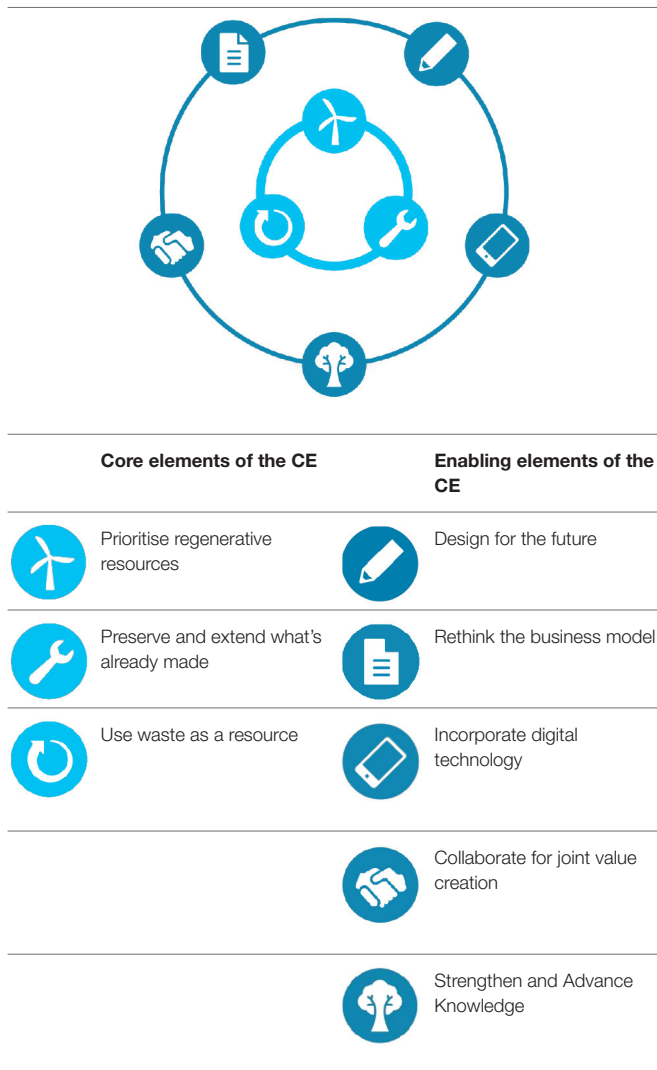 Core elements of the CE
Enabling elements of the
CE
Prioritise regenerative
resources
Design for the future
Preserve and extend what's
already made
Rethink the business model
Use waste as a resource
Incorporate digital
technology
Collaborate for joint value
creation
Strengthen and Advance
Knowledge